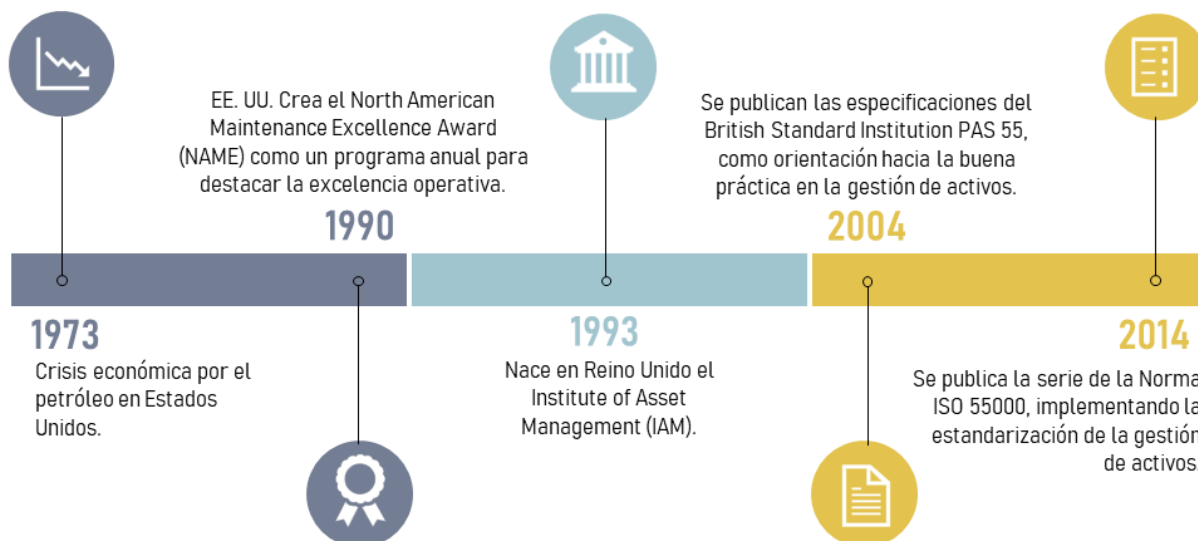 1973
Crisis económica por el
petróleo en Estados
Unidos.
EE. UU. Crea el North American
Maintenance Excellence Award
(NAME) como un programa anual para
destacar la excelencia operativa.
1990
1993
Nace en Reino Unido el
Institute of Asset
Management (IAM).
Se publican las especificaciones del
British Standard Institution PAS 55,
como orientación hacia la buena
práctica en la gestión de activos.
2004
2014
Se publica la serie de la Norma
ISO 55000, implementando la
estandarización de la gestión
de activos.